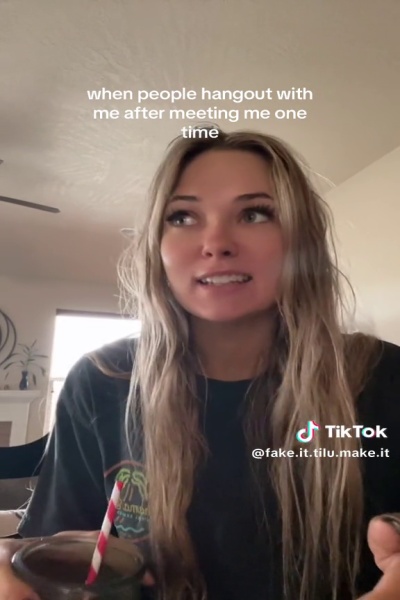 when people hangout with
me after meeting me one
time
TikTok
@fake.it.tilu.make.it